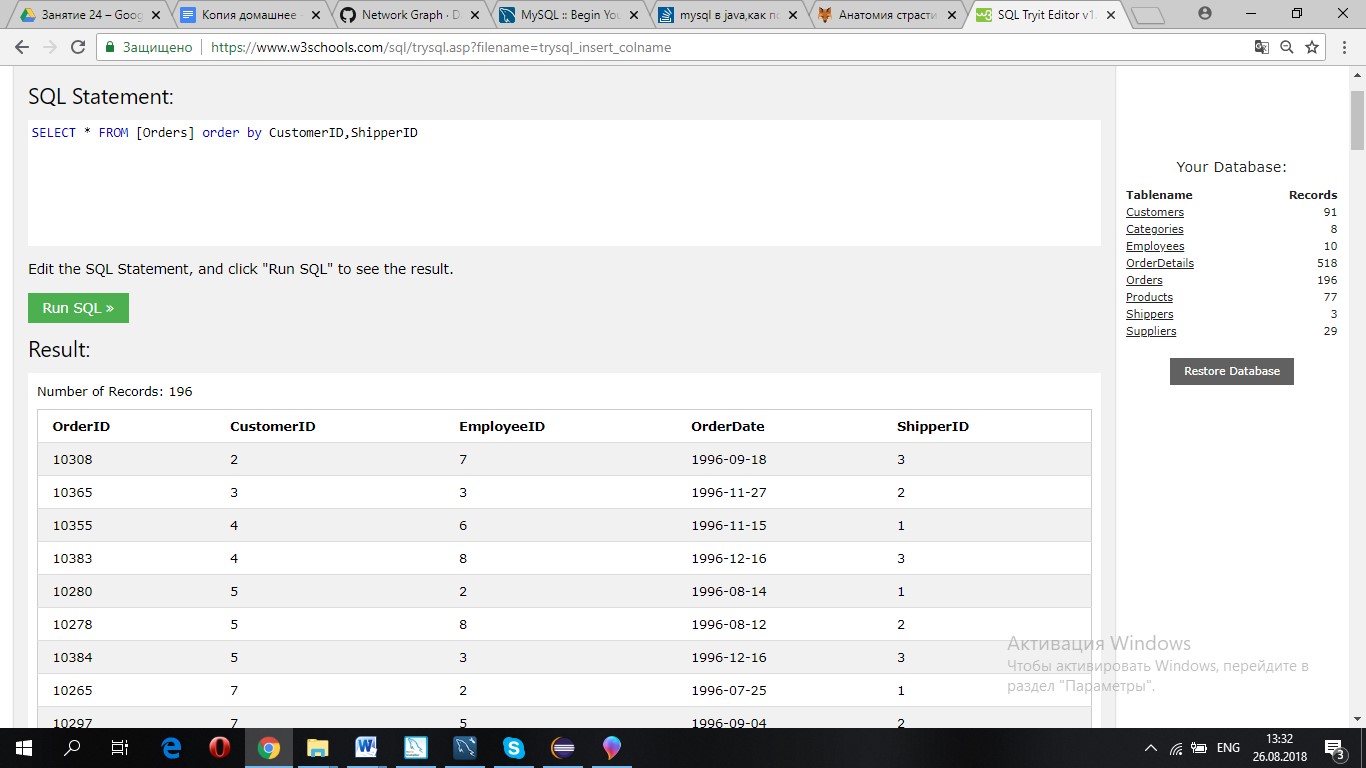 Занятие 24 – Goog
Копия домашнее
Network Graph · D
MySQL :: Begin You
mysql в java,как по
Анатомия страсти
SQL Tryit Editor v1.
Защищено
https://www.w3schools.com/sql/trysql.asp?filename=trysql_insert_colname
SQL Statement:
SELECT * FROM [Orders] order by CustomerID,ShipperID
Edit the SQL Statement, and click "Run SQL" to see the result.
Run SQL »
Result:
Number of Records: 196
OrderID CustomerID EmployeeID OrderDate ShipperID
10308 2 7 1996-09-18 3
10365 3 3 1996-11-27 2
10355 4 6 1996-11-15 1
10383 4 8 1996-12-16 3
10280 5 2 1996-08-14 1
10278 5 8 1996-08-12 2
10384 5 3 1996-12-16 3
10265 7 2 1996-07-25 1
10297 7 5 1996-09-04 2
Your Database:
Tablename Records
Customers 91
Categories 8
Employees 10
OrderDetails 518
Orders 196
Products 77
Shippers 3
Suppliers 29
Restore Database
Активация Windows
Чтобы активировать Windows, перейдите в
раздел "Параметры".
ENG
13:32
26.08.2018
3